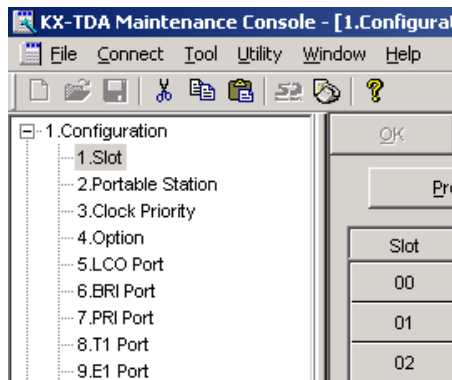 KX-TDA Maintenance Console - [1.Configurat
File Connect Tool Utility Window Help
1.Configuration
1.Slot
2.Portable Station
3.Clock Priority
4.Option
5.LCO Port
6.BRI Port
7.PRI Port
8.T1 Port
9.E1 Port
OK
Pr
Slot
00
01
02